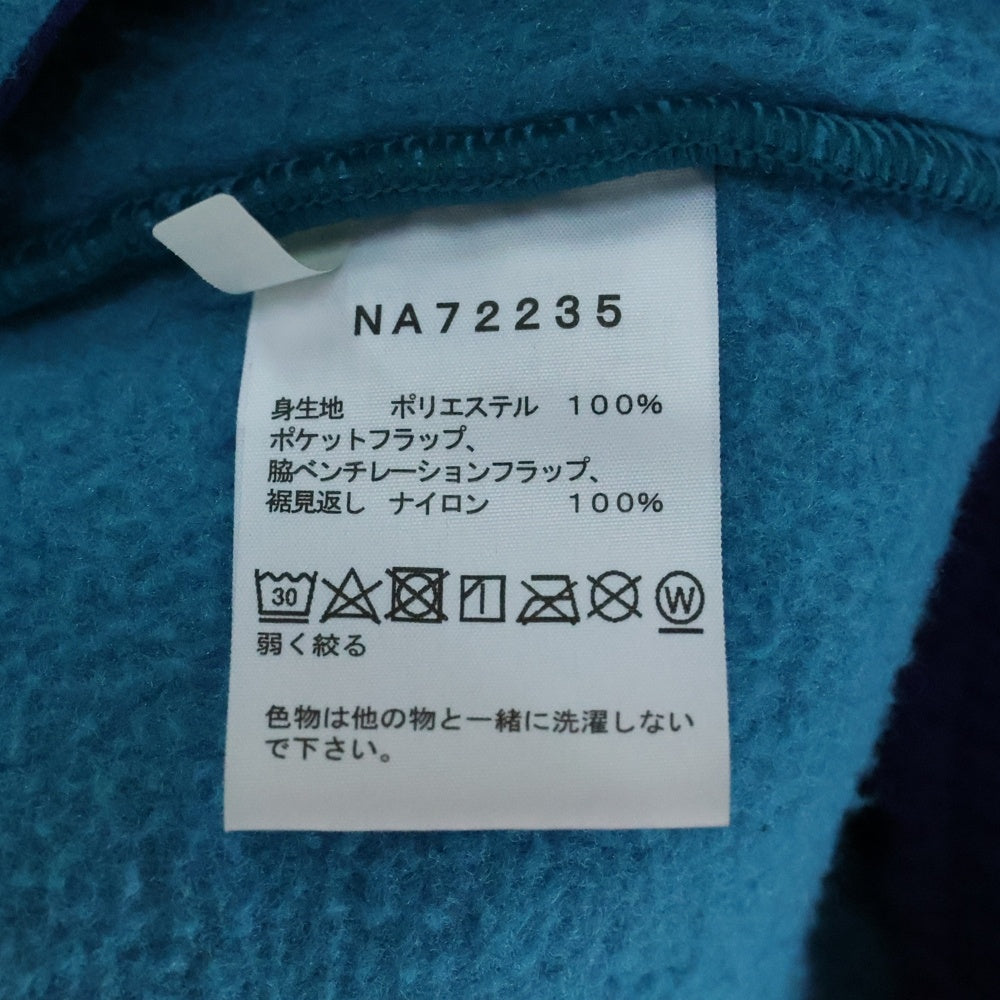 NA72235
身生地 ポリエステル 100%
ポケットフラップ、
脇ベンチレーションフラップ、
裾見返し ナイロン 100%
30 W
弱く絞る
色物は他の物と一緒に洗濯しない
で下さい。